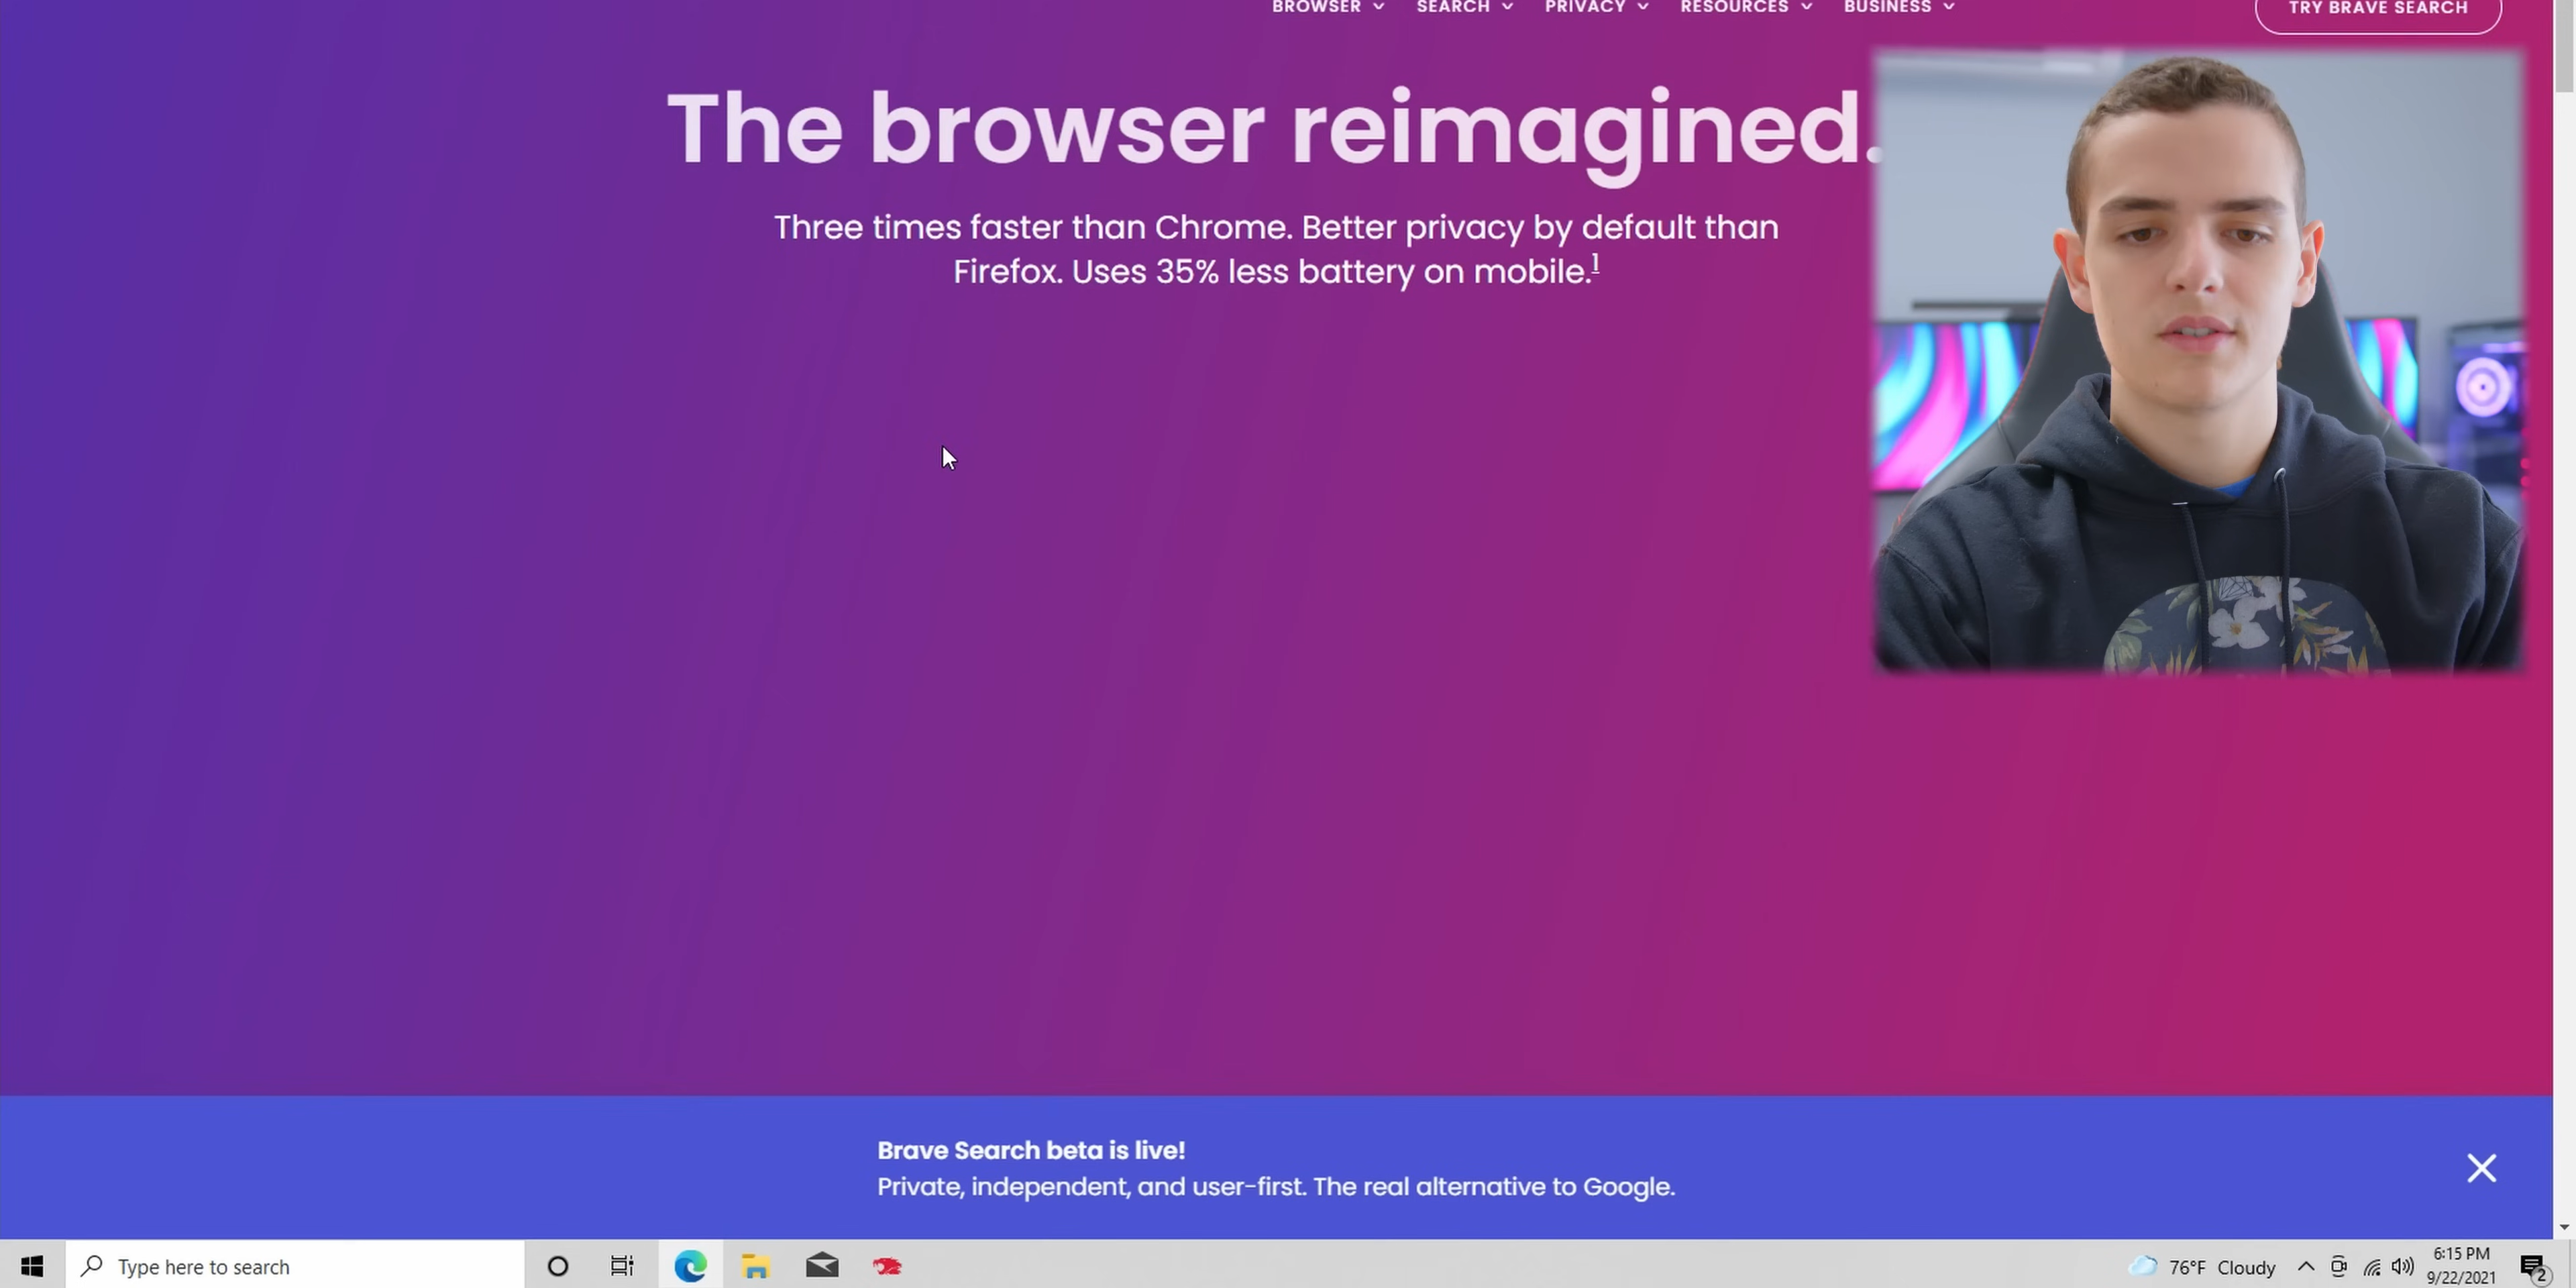 BROWSER SEARCH PRIVACY RESOURCES BUSINESS TRY BRAVE SEARCH
The browser reimagined.
Three times faster than Chrome. Better privacy by default than
Firefox. Uses 35% less battery on mobile.1
Brave Search beta is live!
Private, independent, and user-first. The real alternative to Google.
Type here to search
76°F Cloudy
6:15 PM
9/22/2021
2